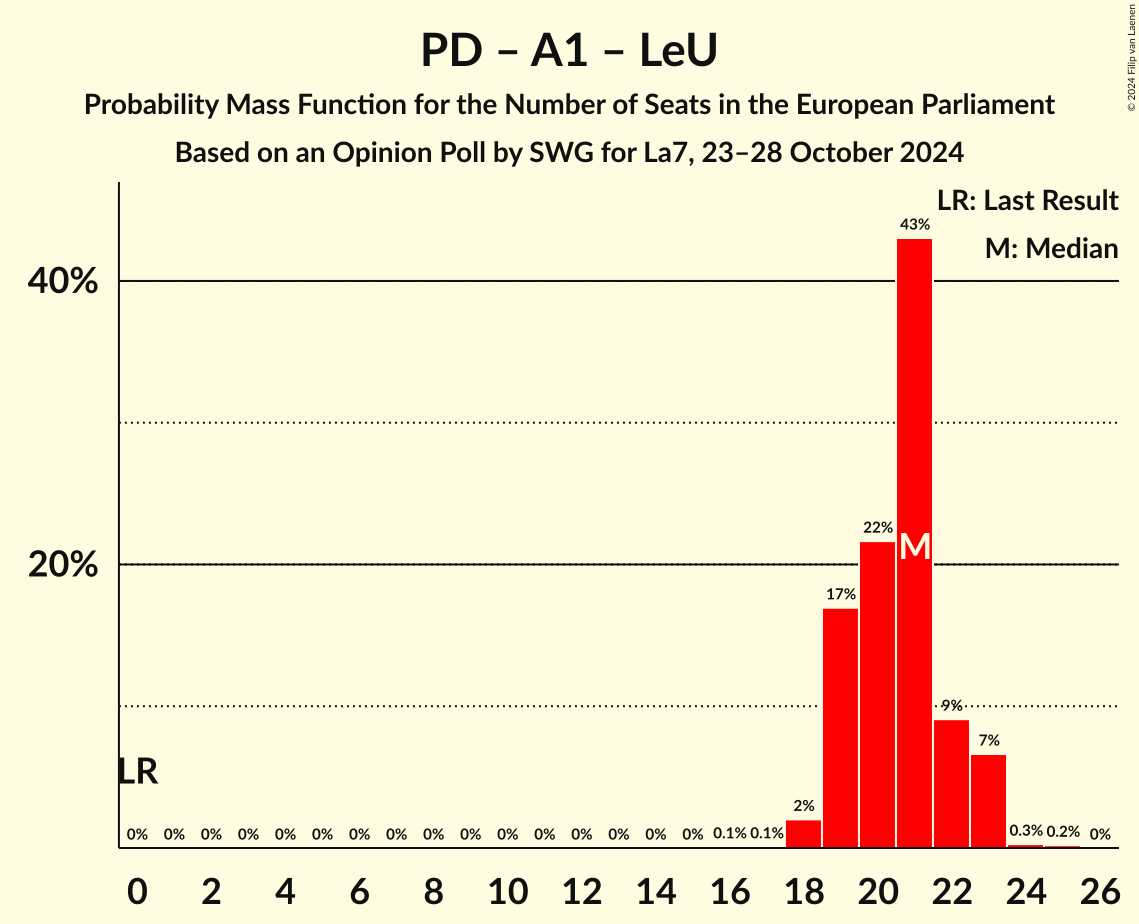 PD – A1 – LeU
Probability Mass Function for the Number of Seats in the European Parliament
Based on an Opinion Poll by SWG for La7, 23–28 October 2024
© 2024 Filip van Laenen
LR: Last Result
M: Median
43%
40%
22%
M
20%
17%
9%
7%
LR
2%
0% 0% 0% 0% 0% 0% 0% 0% 0% 0% 0% 0% 0% 0% 0% 0% 0.1% 0.1% 0.3% 0.2% 0%
0 2 4 6 8 10 12 14 16 18 20 22 24 26